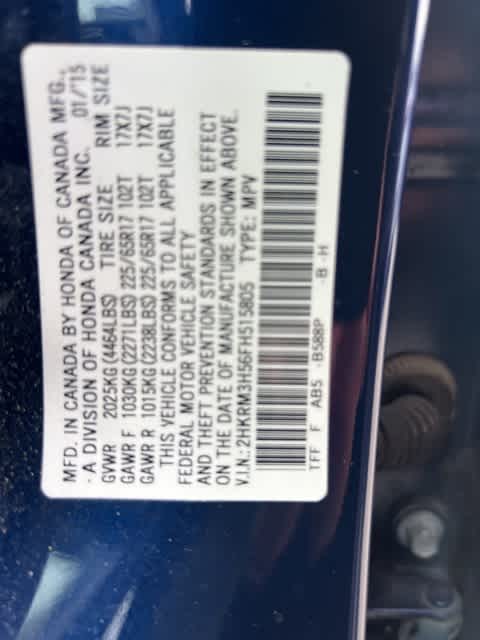 MFD. IN CANADA BY HONDA OF CANADA MFG.,
- A DIVISION OF HONDA CANADA INC. 01/'15
GVWR 2025KG (4464LBS) TIRE SIZE RIM SIZE
GAWR F 1030KG (2271LBS) 225/65R17 102T 17X7J
GAWR R 1015KG (2238LBS) 225/65R17 102T 17X7J
THIS VEHICLE CONFORMS TO ALL APPLICABLE
FEDERAL MOTOR VEHICLE SAFETY
AND THEFT PREVENTION STANDARDS IN EFFECT
ON THE DATE OF MANUFACTURE SHOWN ABOVE.
V.I.N.:2HKRM3H56FH515805 TYPE: MPV
TFF F ABS -B588P -B -H